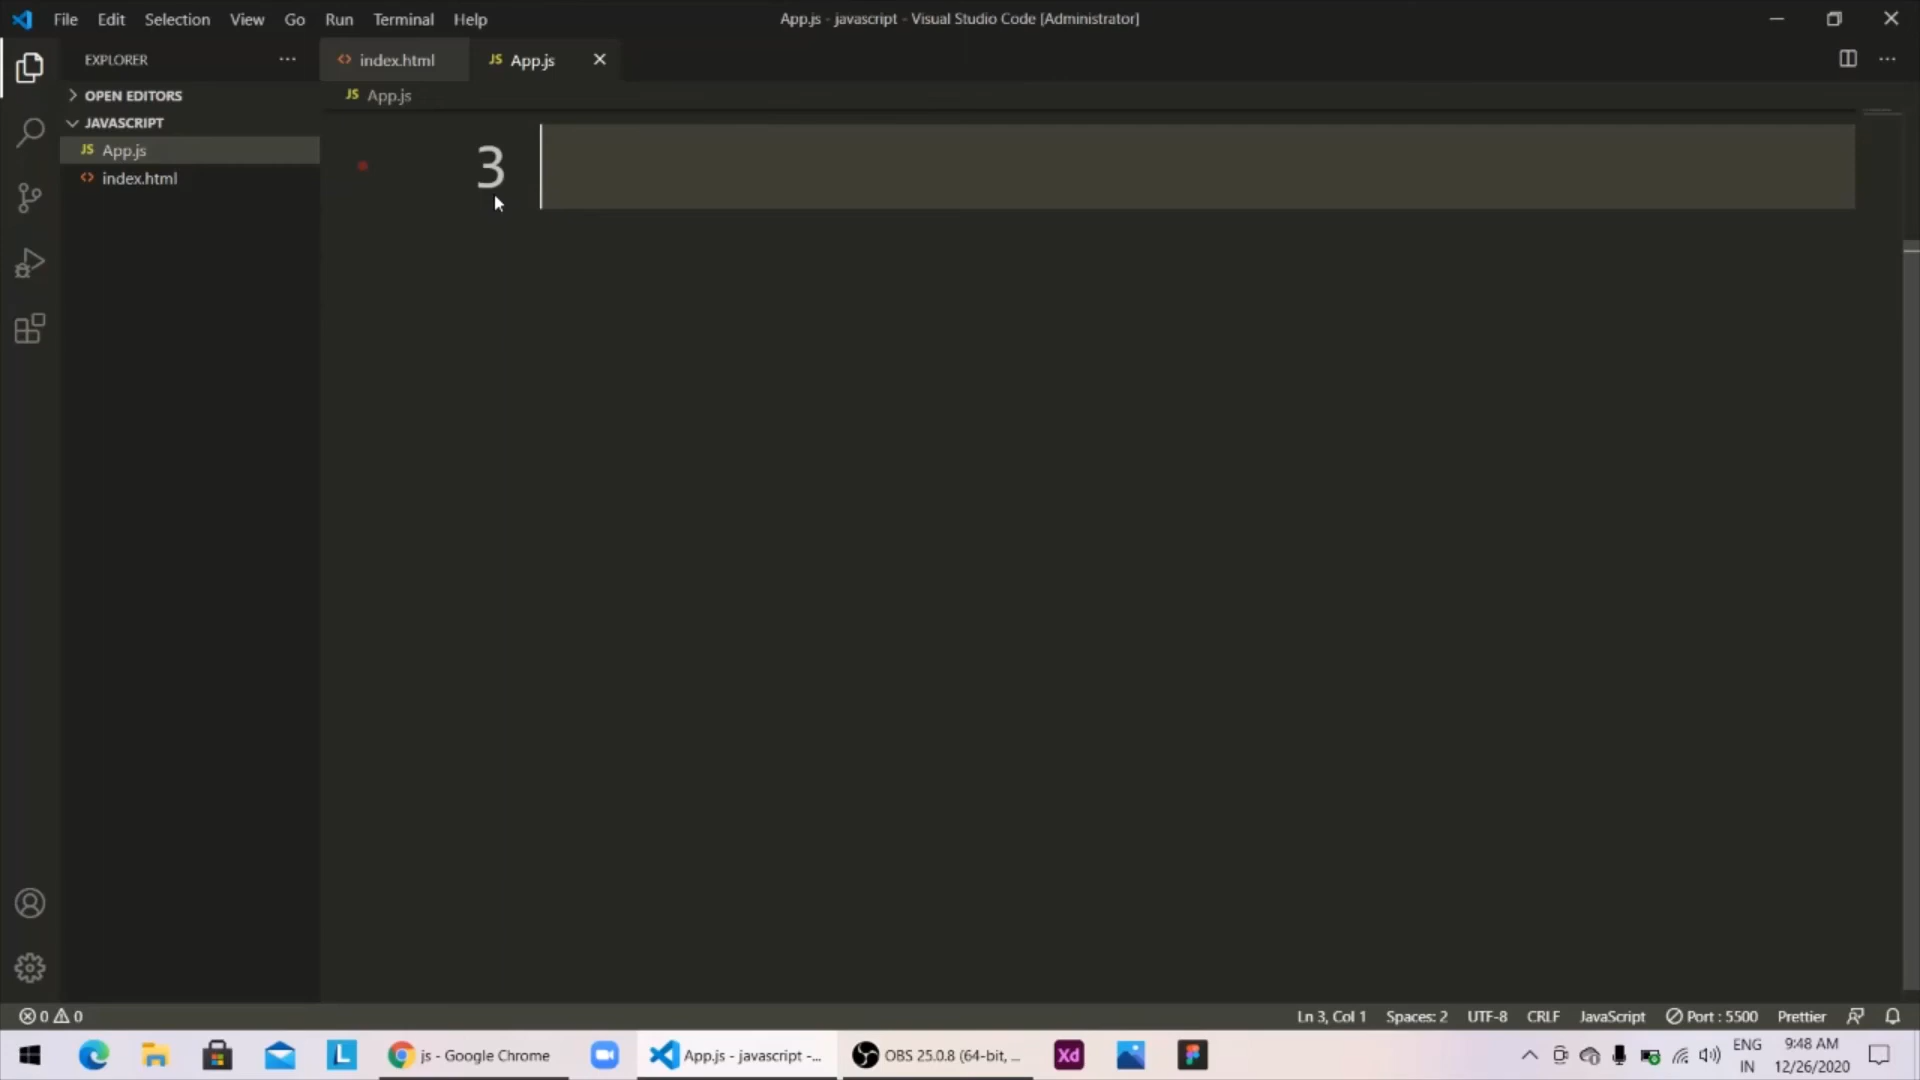 File Edit Selection View Go Run Terminal Help
App.js - javascript - Visual Studio Code [Administrator]
EXPLORER
index.html
JS App.js
OPEN EDITORS
JS App.js
JAVASCRIPT
JS App.js
index.html
3
0 0
Ln 3, Col 1 Spaces: 2 UTF-8 CRLF JavaScript Port : 5500 Prettier
L
js - Google Chrome
App.js - javascript -...
OBS 25.0.8 (64-bit, ...
Xd
ENG
IN
9:48 AM
12/26/2020